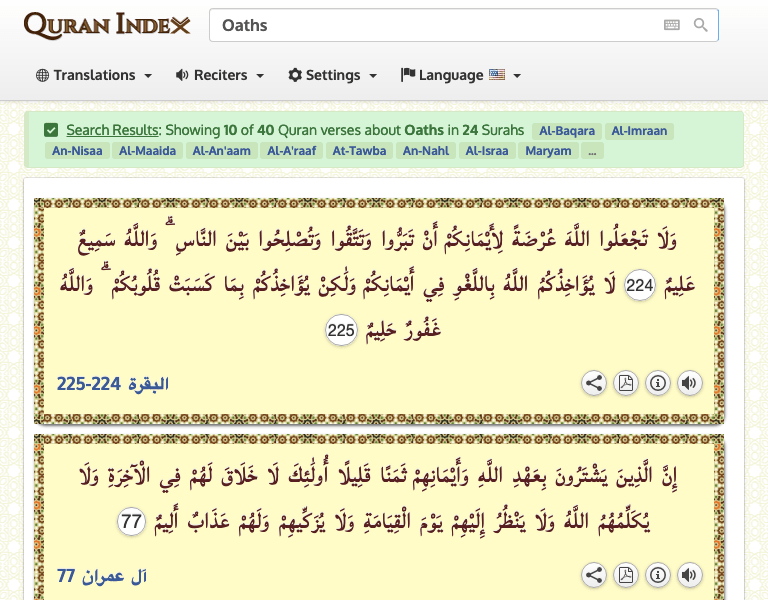 QURAN INDEX
Oaths
Translations Reciters Settings Language
Search Results: Showing 10 of 40 Quran verses about Oaths in 24 Surahs Al-Baqara Al-Imraan
An-Nisaa Al-Maaida Al-An'aam Al-A'raaf At-Tawba An-Nahl Al-Israa Maryam ...
وَلَا تَجْعَلُوا اللَّهَ عُرْضَةً لِأَيْمَانِكُمْ أَنْ تَبَرُّوا وَتَتَّقُوا وَتُصْلِحُوا بَيْنَ النَّاسِ ۗ وَاللَّهُ سَمِيعٌ
عَلِيمٌ 224 لَا يُؤَاخِذُكُمُ اللَّهُ بِاللَّغْوِ فِي أَيْمَانِكُمْ وَلَٰكِنْ يُؤَاخِذُكُمْ بِمَا كَسَبَتْ قُلُوبُكُمْ ۗ وَاللَّهُ
غَفُورٌ حَلِيمٌ 225
البقرة 224-225
إِنَّ الَّذِينَ يَشْتَرُونَ بِعَهْدِ اللَّهِ وَأَيْمَانِهِمْ ثَمَنًا قَلِيلًا أُولَٰئِكَ لَا خَلَاقَ لَهُمْ فِي الْآخِرَةِ وَلَا
يُكَلِّمُهُمُ اللَّهُ وَلَا يَنْظُرُ إِلَيْهِمْ يَوْمَ الْقِيَامَةِ وَلَا يُزَكِّيهِمْ وَلَهُمْ عَذَابٌ أَلِيمٌ 77
آل عمران 77